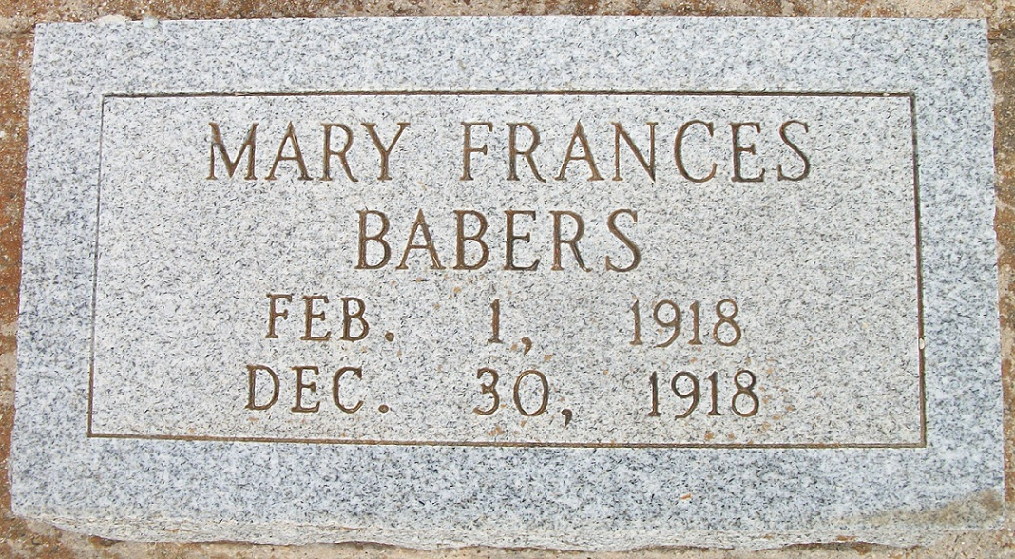 MARY FRANCES
BABERS
FEB. 1, 1918
DEC. 30, 1918